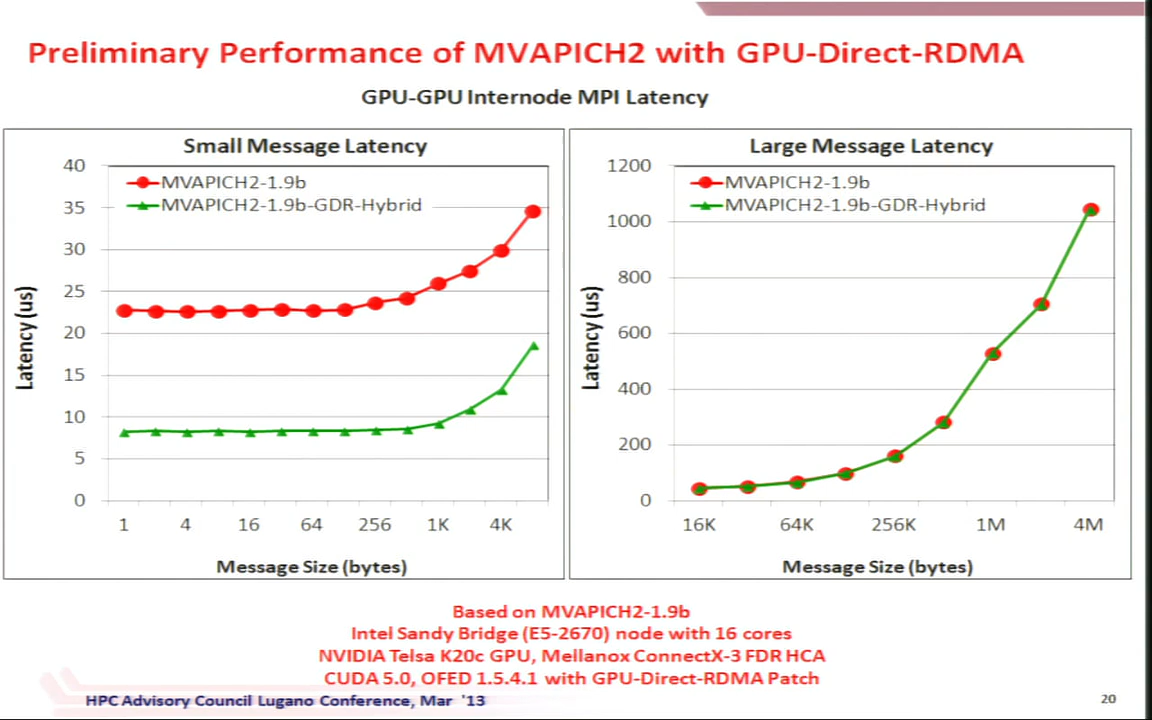 Preliminary Performance of MVAPICH2 with GPU-Direct-RDMA
GPU-GPU Internode MPI Latency
Small Message Latency
40
35
30
25
20
15
10
5
0
MVAPICH2-1.9b
MVAPICH2-1.9b-GDR-Hybrid
Latency (us)
1 4 16 64 256 1K 4K
Message Size (bytes)
Large Message Latency
1200
1000
800
600
400
200
0
MVAPICH2-1.9b
MVAPICH2-1.9b-GDR-Hybrid
Latency (us)
16K 64K 256K 1M 4M
Message Size (bytes)
Based on MVAPICH2-1.9b
Intel Sandy Bridge (E5-2670) node with 16 cores
NVIDIA Telsa K20c GPU, Mellanox ConnectX-3 FDR HCA
CUDA 5.0, OFED 1.5.4.1 with GPU-Direct-RDMA Patch
HPC Advisory Council Lugano Conference, Mar '13
20